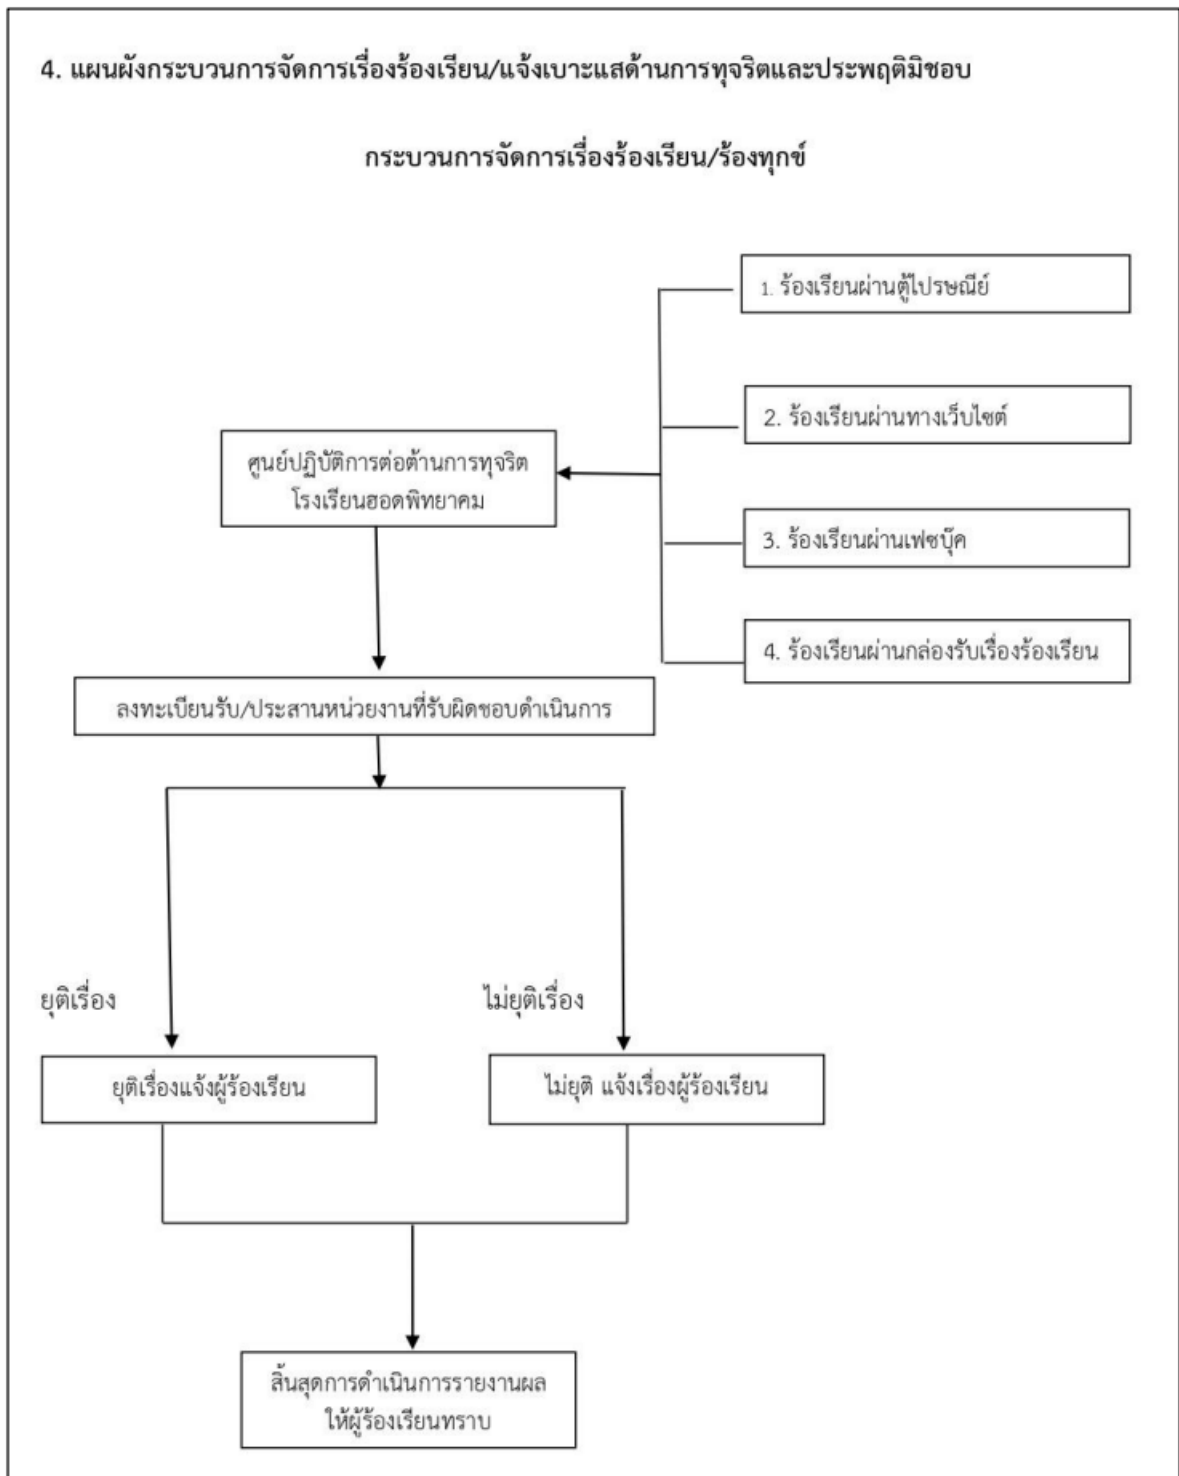 4. แผนผังกระบวนการจัดการเรื่องร้องเรียน/แจ้งเบาะแสด้านการทุจริตและประพฤติมิชอบ
กระบวนการจัดการเรื่องร้องเรียน/ร้องทุกข์
1. ร้องเรียนผ่านตู้ไปรษณีย์
2. ร้องเรียนผ่านทางเว็บไซต์
ศูนย์ปฏิบัติการต่อต้านการทุจริต
โรงเรียนฮอดพิทยาคม
3. ร้องเรียนผ่านเฟซบุ๊ค
4. ร้องเรียนผ่านกล่องรับเรื่องร้องเรียน
ลงทะเบียนรับ/ประสานหน่วยงานที่รับผิดชอบดำเนินการ
ยุติเรื่อง
ไม่ยุติเรื่อง
ยุติเรื่องแจ้งผู้ร้องเรียน
ไม่ยุติ แจ้งเรื่องผู้ร้องเรียน
สิ้นสุดการดำเนินการรายงานผล
ให้ผู้ร้องเรียนทราบ